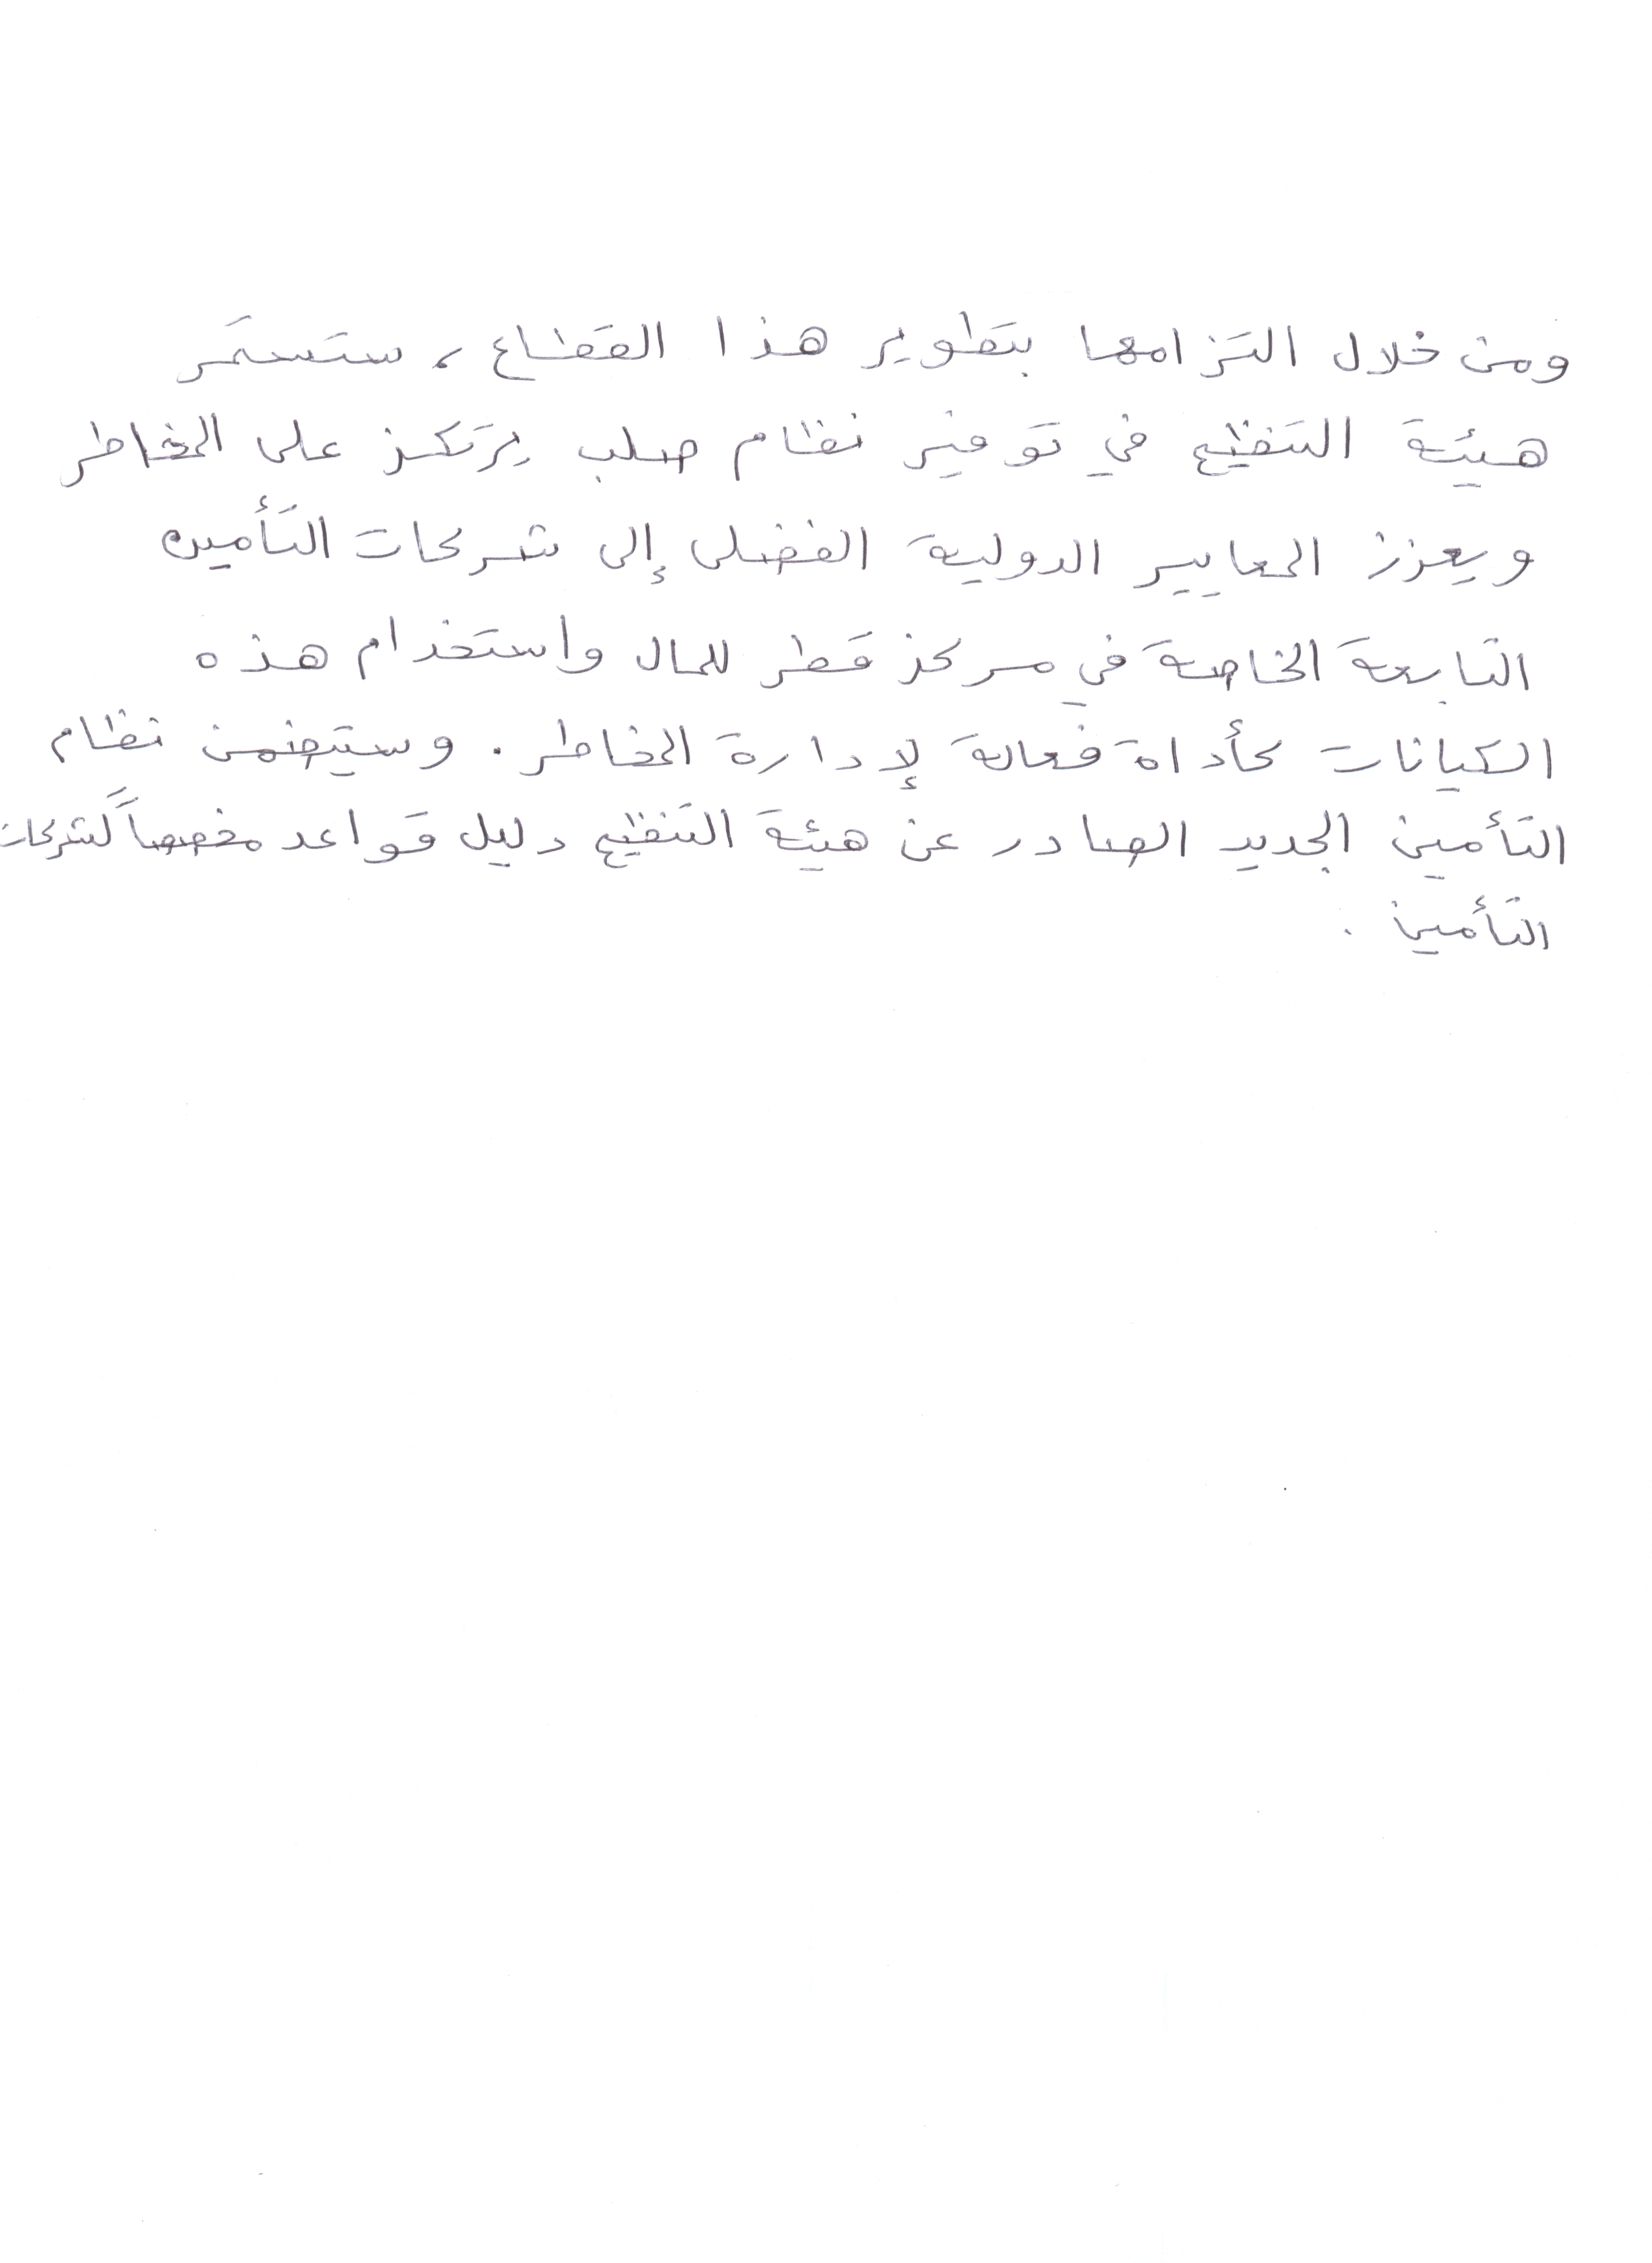 ومن خلال التزامها بتطوير هذا القطاع، ستستمر
هيئة التنظيم في توفير نظام صلب يرتكز على المخاطر
ويعزز المعايير الدولية الفضلى إلى شركات التأمين
التابعة الخاصة في مركز قطر للمال واستخدام هذه
الكيانات كأداة فعالة لإدارة المخاطر. وسيتضمن نظام
التأمين الجديد الصادر عن هيئة التنظيم دليل قواعد مخصصاً لشركات
التأمين .